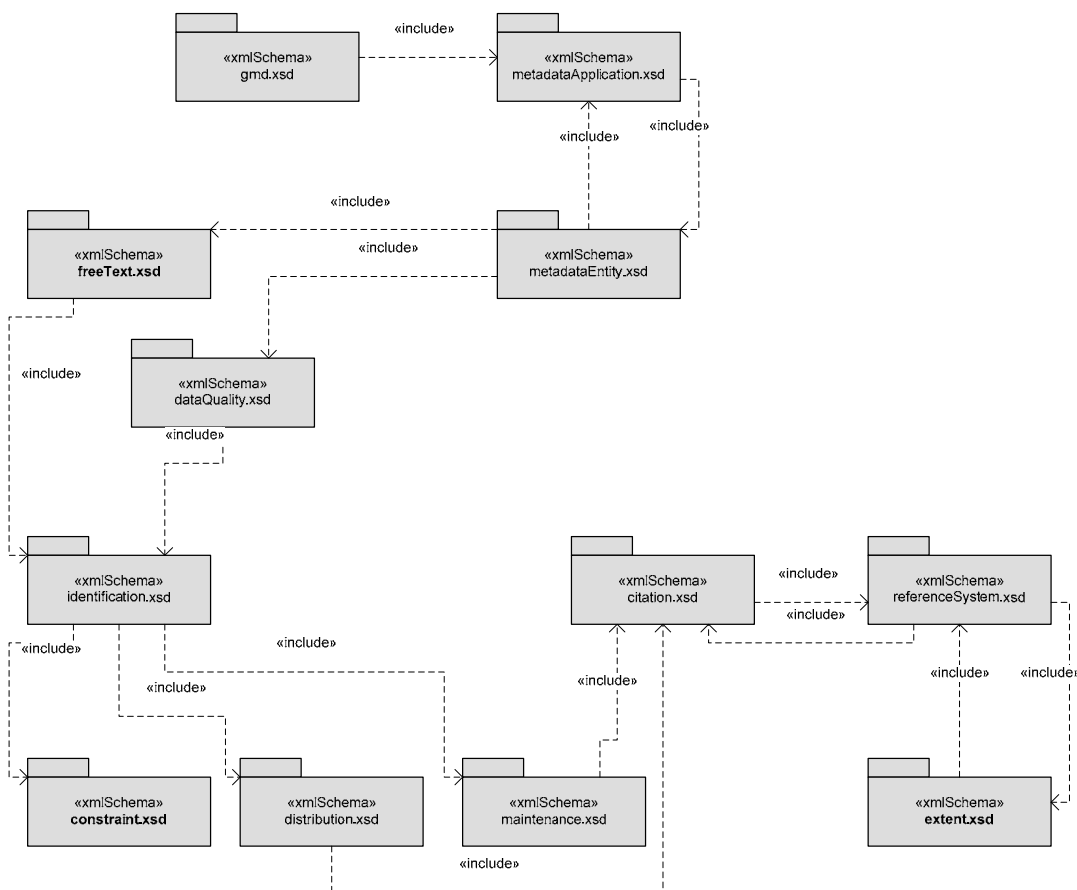 «include»
«xmlSchema»
gmd.xsd
«xmlSchema»
metadataApplication.xsd
«include»
«include»
«include»
«xmlSchema»
freeText.xsd
«include»
«xmlSchema»
metadataEntity.xsd
«include»
«xmlSchema»
dataQuality.xsd
«include»
«xmlSchema»
identification.xsd
«xmlSchema»
citation.xsd
«include»
«include»
«xmlSchema»
referenceSystem.xsd
«include»
«include»
«include»
«include»
«include»
«include»
«xmlSchema»
constraint.xsd
«xmlSchema»
distribution.xsd
«xmlSchema»
maintenance.xsd
«xmlSchema»
extent.xsd
«include»